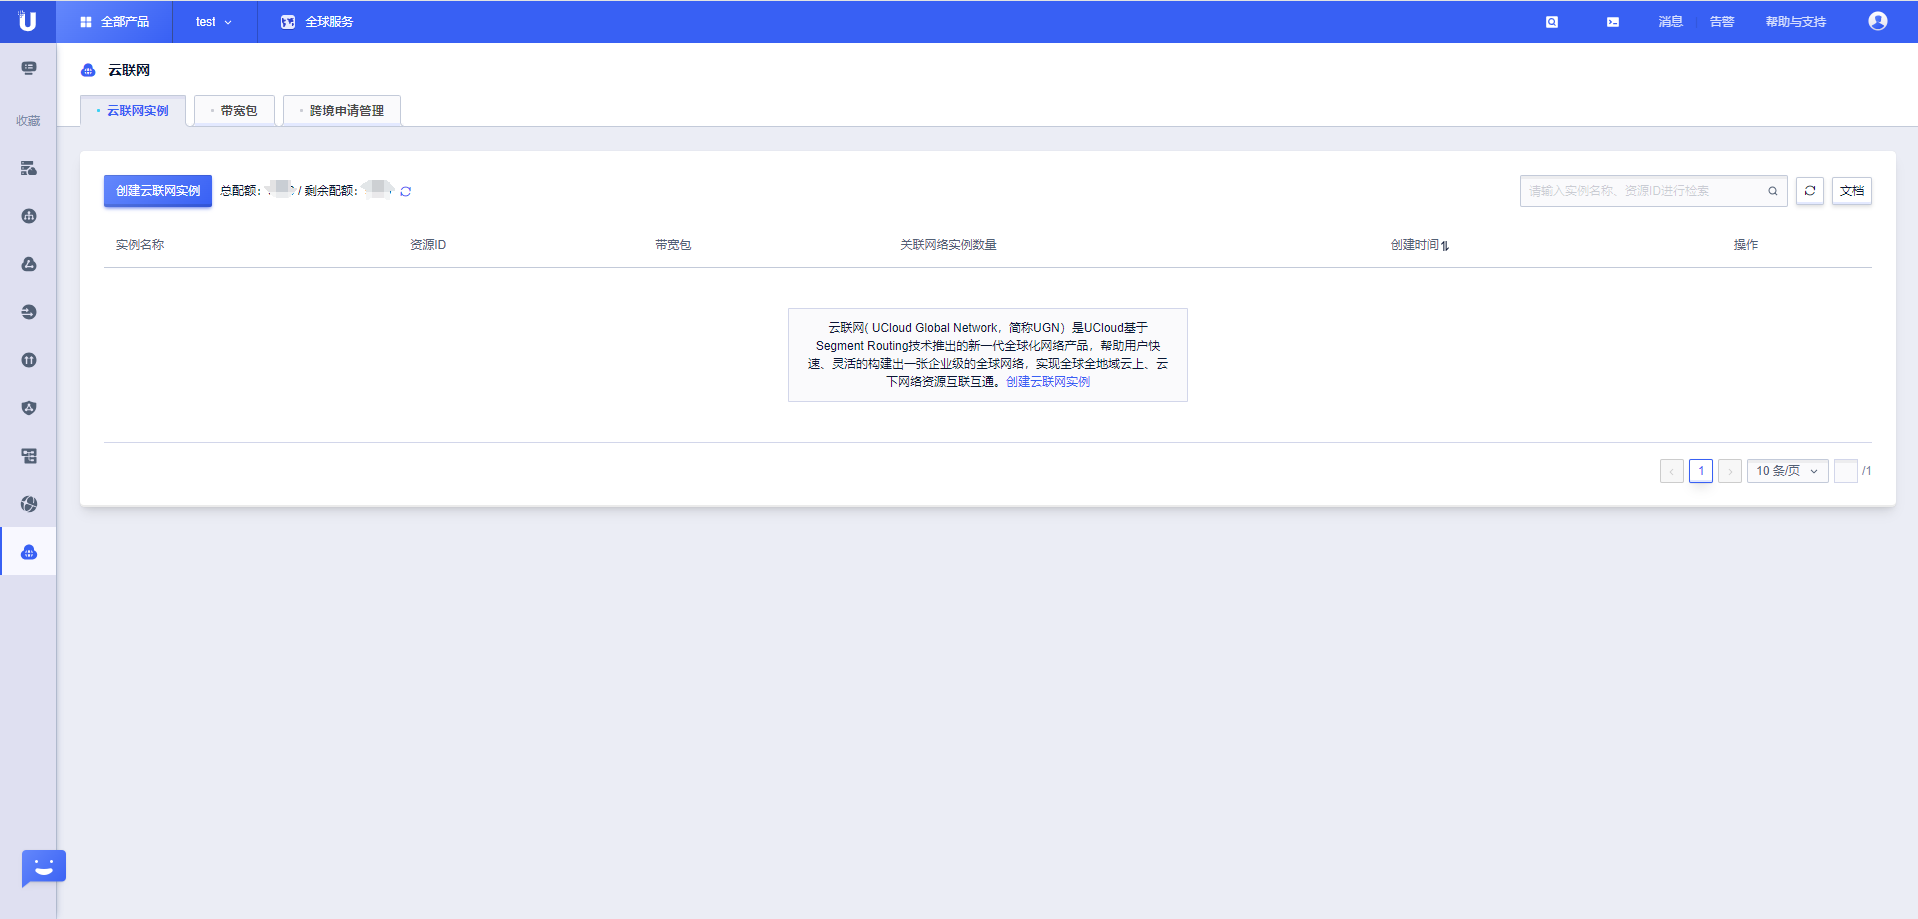 U 全部产品 test 全球服务 消息 告警 帮助与支持
云联网
收藏
云联网实例 带宽包 跨境申请管理
创建云联网实例 总配额: / 剩余配额: 请输入实例名称、资源ID进行检索 文档
实例名称 资源ID 带宽包 关联网络实例数量 创建时间 操作
云联网( UCloud Global Network，简称UGN）是UCloud基于
Segment Routing技术推出的新一代全球化网络产品，帮助用户快
速、灵活的构建出一张企业级的全球网络，实现全球全地域云上、云
下网络资源互联互通。创建云联网实例
1 10 条/页 /1